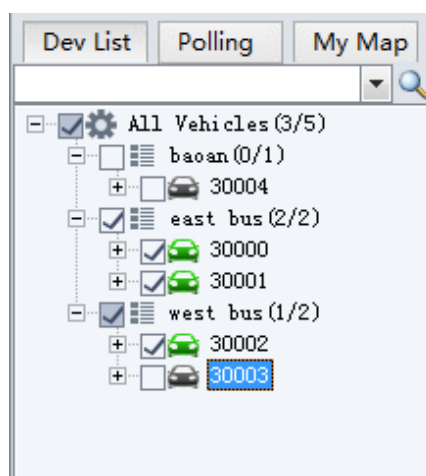 Dev List Polling My Map
All Vehicles(3/5)
baoan(0/1)
30004
east bus(2/2)
30000
30001
west bus(1/2)
30002
30003